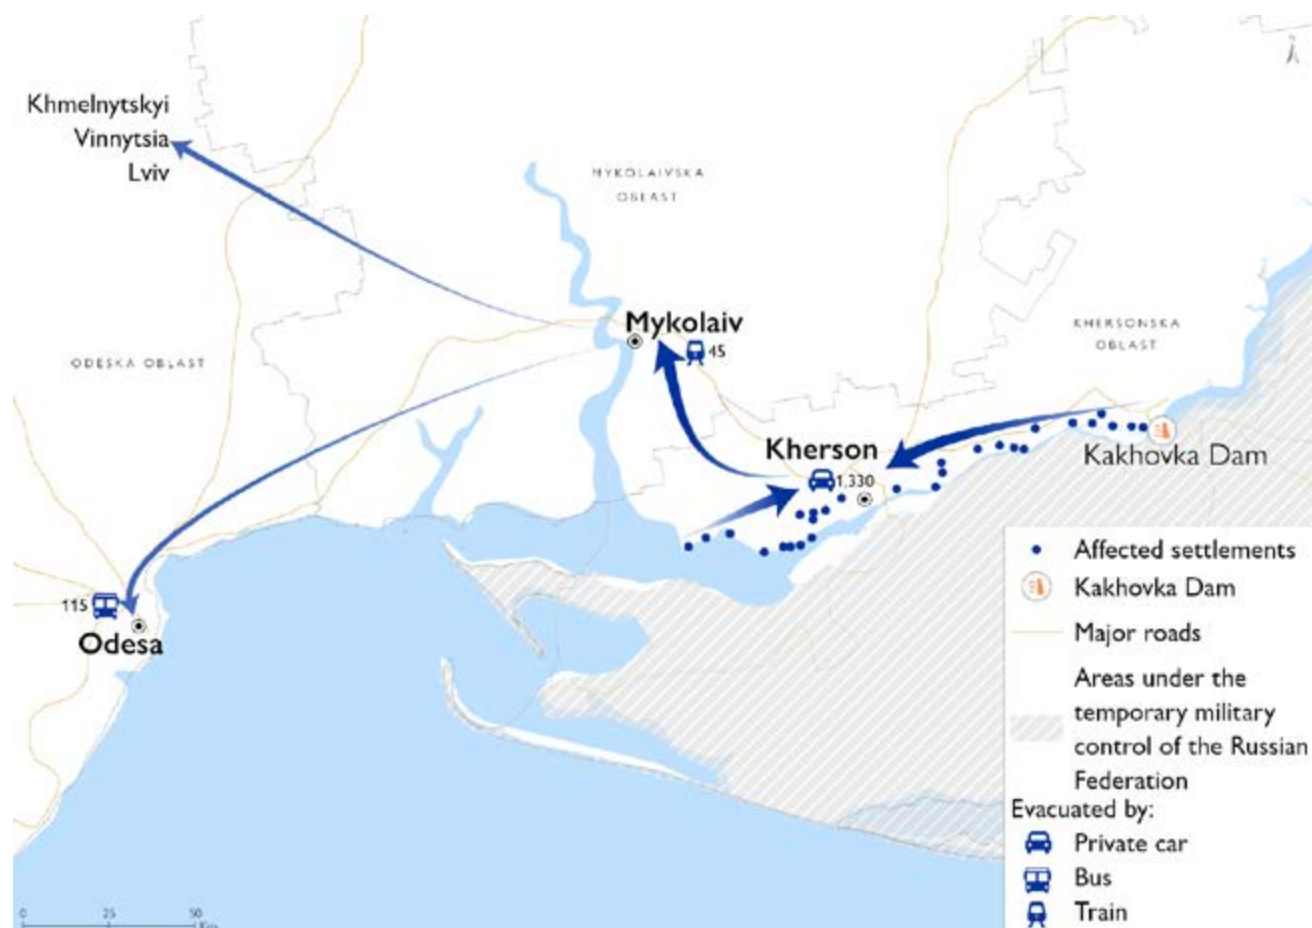 Khmelnytskyi
Vinnytsia
Lviv
MYKOLAIVSKA
OBLAST
Mykolaiv
45
KHERSONSKA
OBLAST
ODESKA OBLAST
Kherson
1,330
Kakhovka Dam
115
Odesa
Affected settlements
Kakhovka Dam
Major roads
Areas under the
temporary military
control of the Russian
Federation
Evacuated by:
Private car
Bus
Train
0 25 50
Km